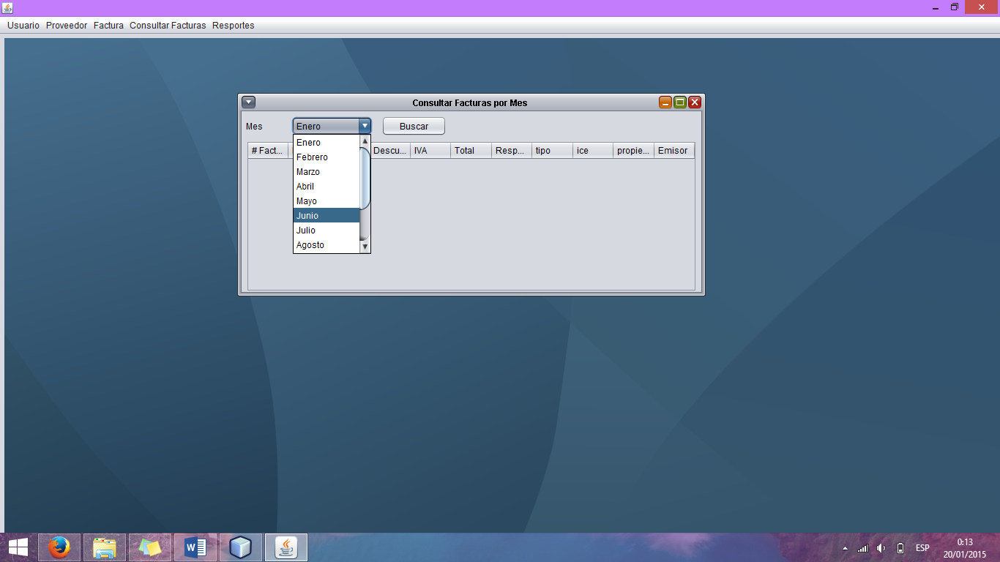 Usuario Proveedor Factura Consultar Facturas Resportes
Consultar Facturas por Mes
Mes Enero Buscar
# Fact... Descu... IVA Total Resp... tipo ice propie... Emisor
Enero
Febrero
Marzo
Abril
Mayo
Junio
Julio
Agosto
ESP
0:13
20/01/2015